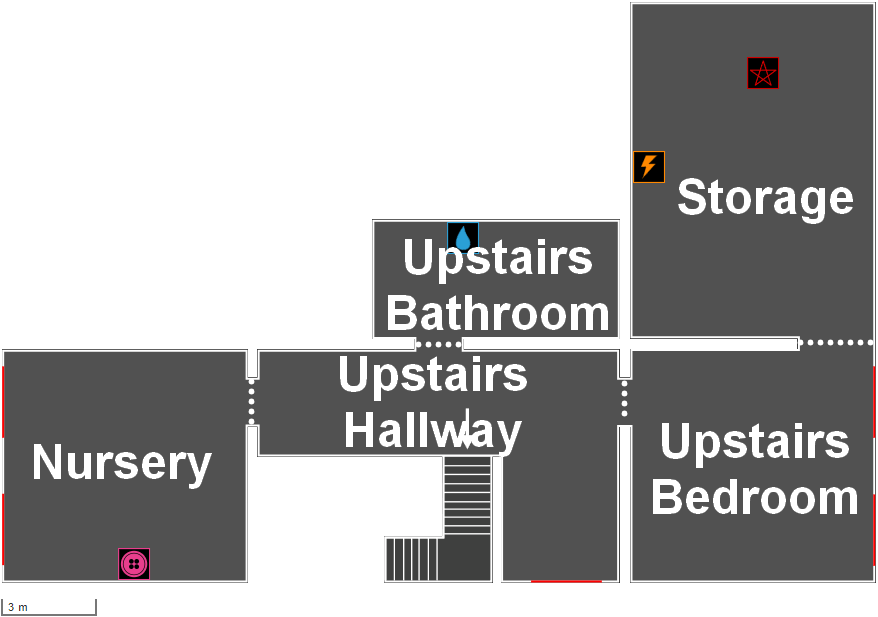 Storage
Upstairs
Bathroom
Upstairs
Hallway
Nursery
Upstairs
Bedroom
3 m